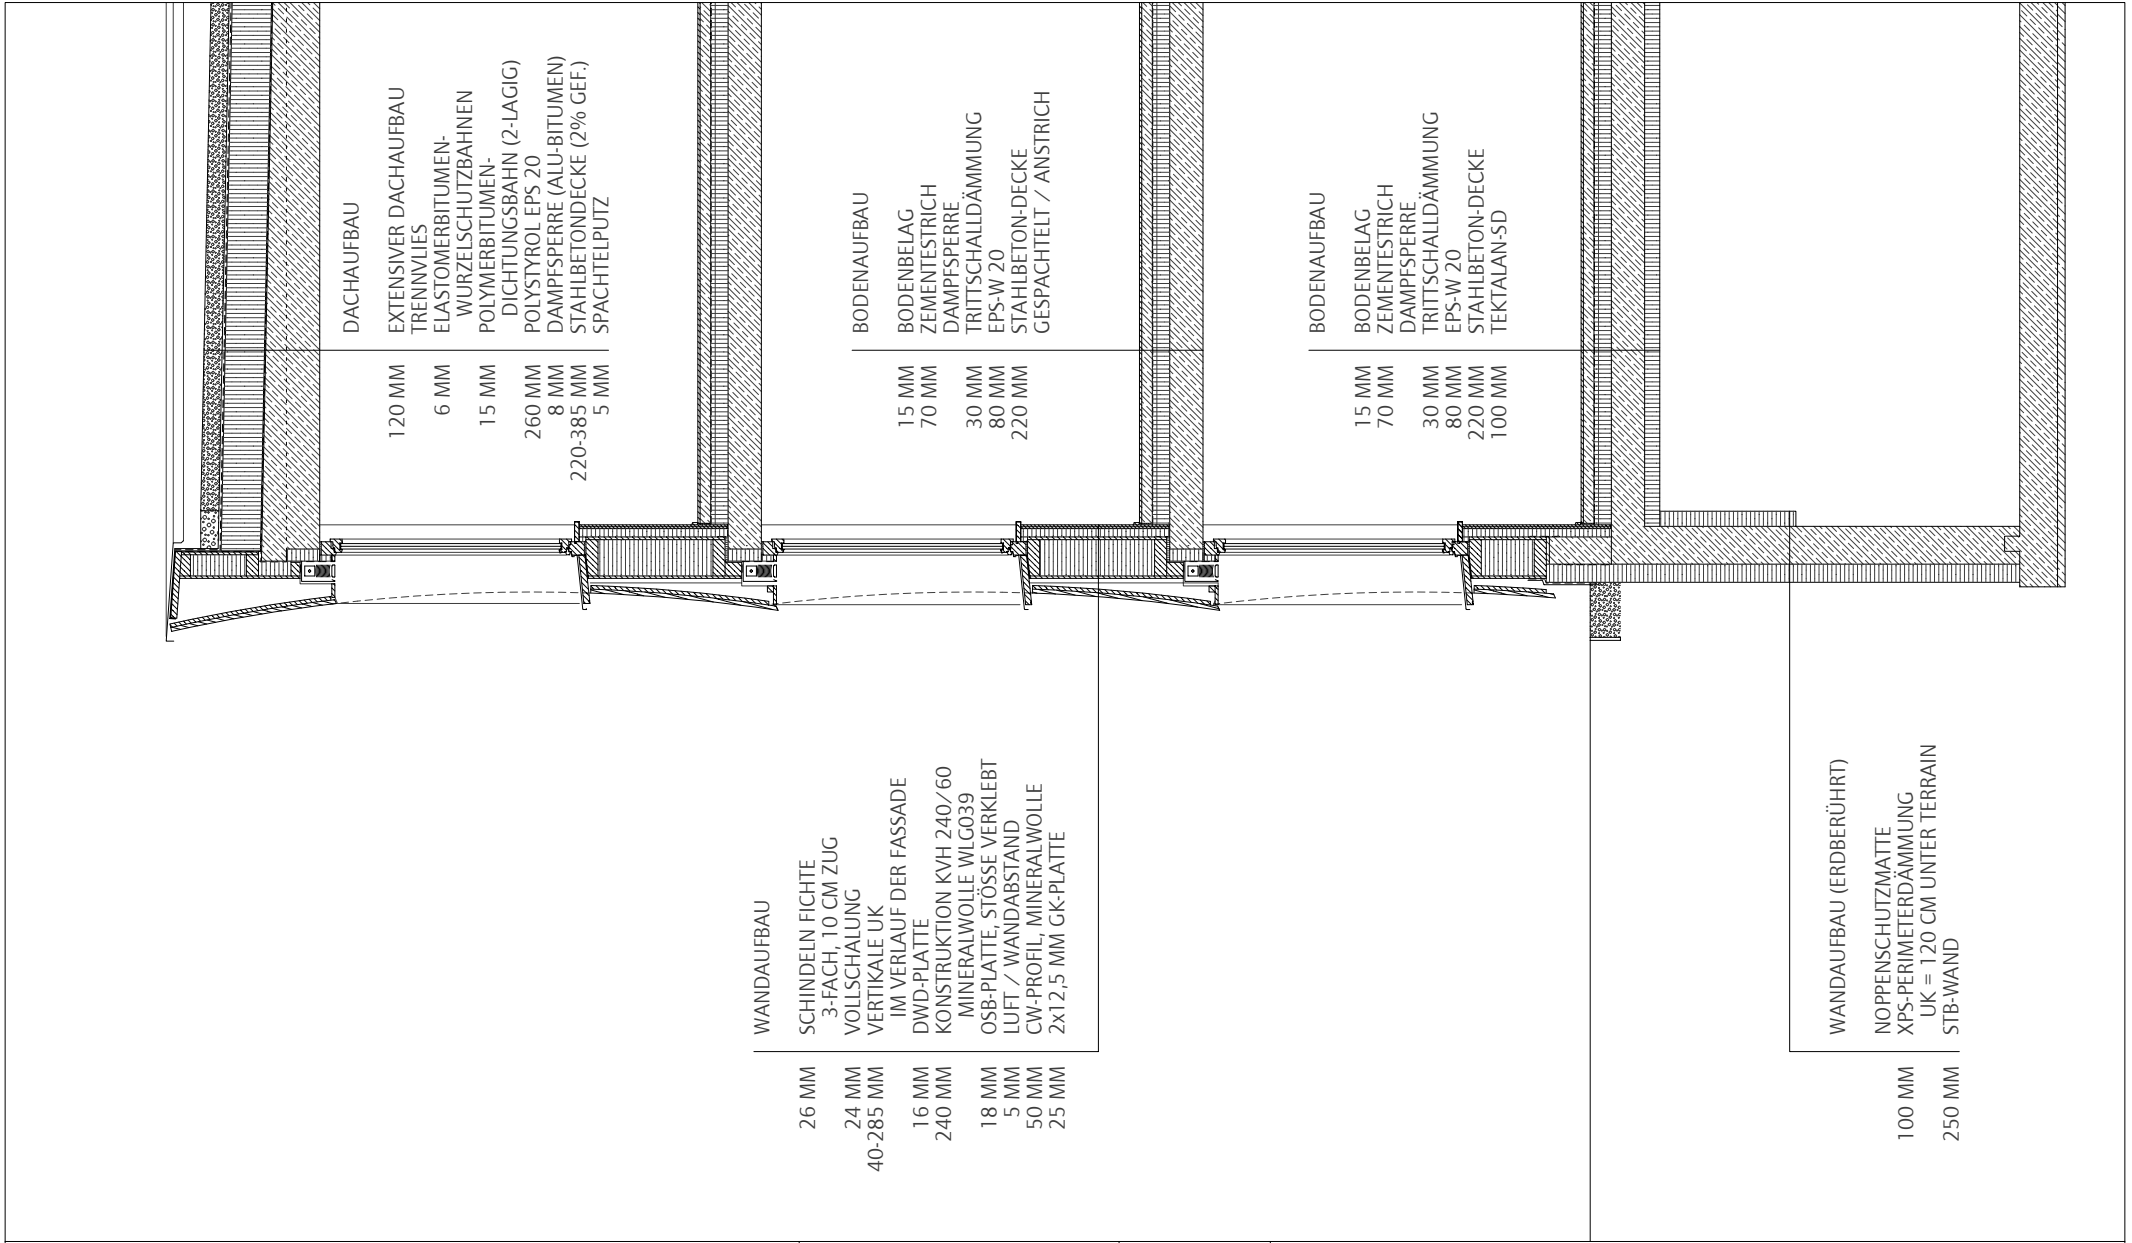 DACHAUFBAU
120 MM EXTENSIVER DACHAUFBAU
TRENNVLIES
6 MM ELASTOMERBITUMEN-
WURZELSCHUTZBAHNEN
15 MM POLYMERBITUMEN-
DICHTUNGSBAHN (2-LAGIG)
260 MM POLYSTYROL EPS 20
8 MM DAMPFSPERRE (ALU-BITUMEN)
220-385 MM STAHLBETONDECKE (2% GEF.)
5 MM SPACHTELPUTZ
BODENAUFBAU
15 MM BODENBELAG
70 MM ZEMENTESTRICH
DAMPFSPERRE
30 MM TRITTSCHALLDÄMMUNG
80 MM EPS-W 20
220 MM STAHLBETON-DECKE
GESPACHTELT / ANSTRICH
BODENAUFBAU
15 MM BODENBELAG
70 MM ZEMENTESTRICH
DAMPFSPERRE
30 MM TRITTSCHALLDÄMMUNG
80 MM EPS-W 20
220 MM STAHLBETON-DECKE
100 MM TEKTALAN-SD
WANDAUFBAU
26 MM SCHINDELN FICHTE
3-FACH, 10 CM ZUG
24 MM VOLLSCHALUNG
40-285 MM VERTIKALE UK
IM VERLAUF DER FASSADE
16 MM DWD-PLATTE
240 MM KONSTRUKTION KVH 240/60
MINERALWOLLE WLG039
18 MM OSB-PLATTE, STÖSSE VERKLEBT
5 MM LUFT / WANDABSTAND
50 MM CW-PROFIL, MINERALWOLLE
25 MM 2x12,5 MM GK-PLATTE
WANDAUFBAU (ERDBERÜHRT)
NOPPENSCHUTZMATTE
100 MM XPS-PERIMETERDÄMMUNG
UK = 120 CM UNTER TERRAIN
250 MM STB-WAND